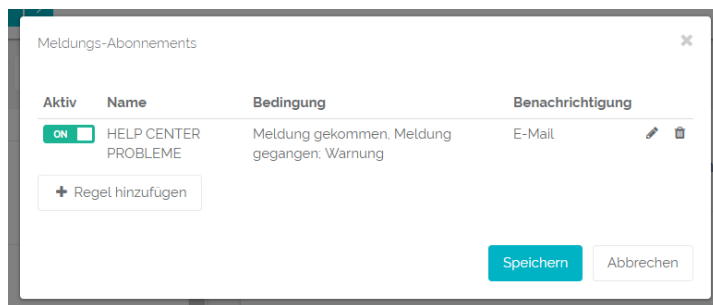 Meldungs-Abonnements
Aktiv Name Bedingung Benachrichtigung
ON HELP CENTER PROBLEME Meldung gekommen, Meldung gegangen; Warnung E-Mail
Regel hinzufügen
Speichern Abbrechen